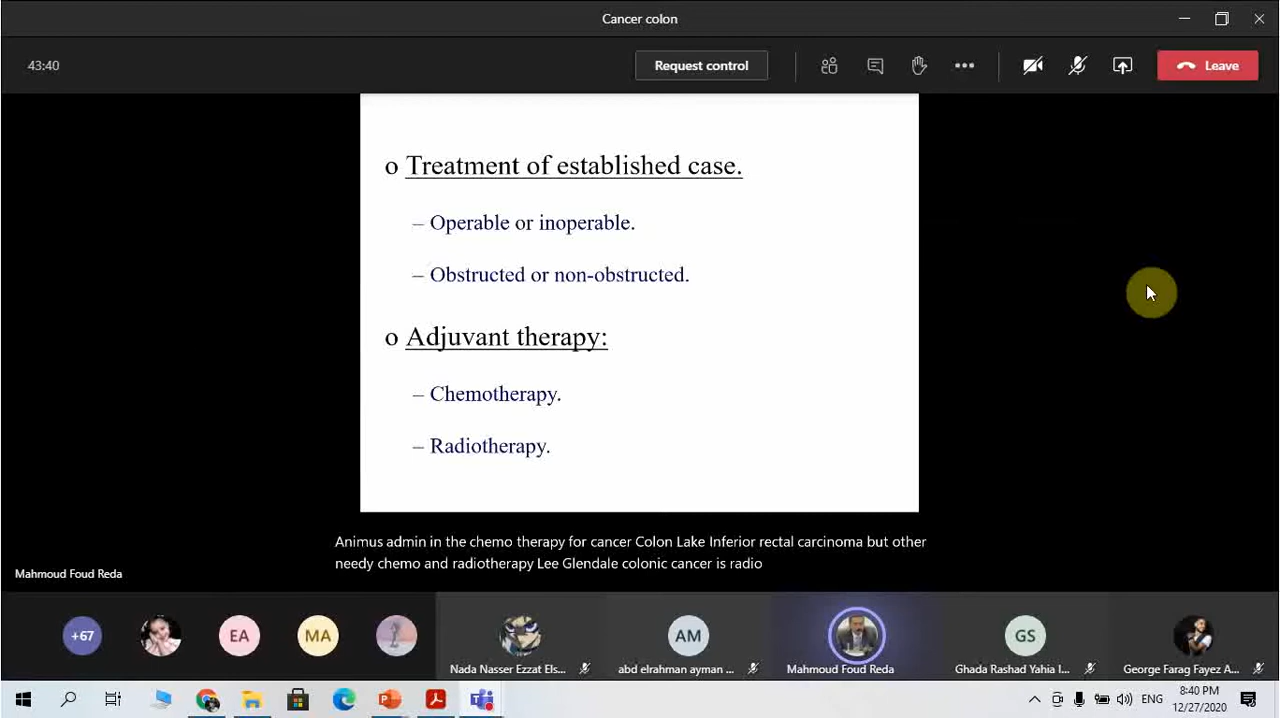 Cancer colon
43:40
Request control
Leave
o Treatment of established case.
– Operable or inoperable.
– Obstructed or non-obstructed.
o Adjuvant therapy:
– Chemotherapy.
– Radiotherapy.
Animus admin in the chemo therapy for cancer Colon Lake Inferior rectal carcinoma but other
needy chemo and radiotherapy Lee Glendale colonic cancer is radio
Mahmoud Foud Reda
+67
EA
MA
AM
GS
Nada Nasser Ezzat Els...
abd elrahman ayman ...
Mahmoud Foud Reda
Ghada Rashad Yahia I...
George Farag Fayez A...
ENG
8:40 PM
12/27/2020